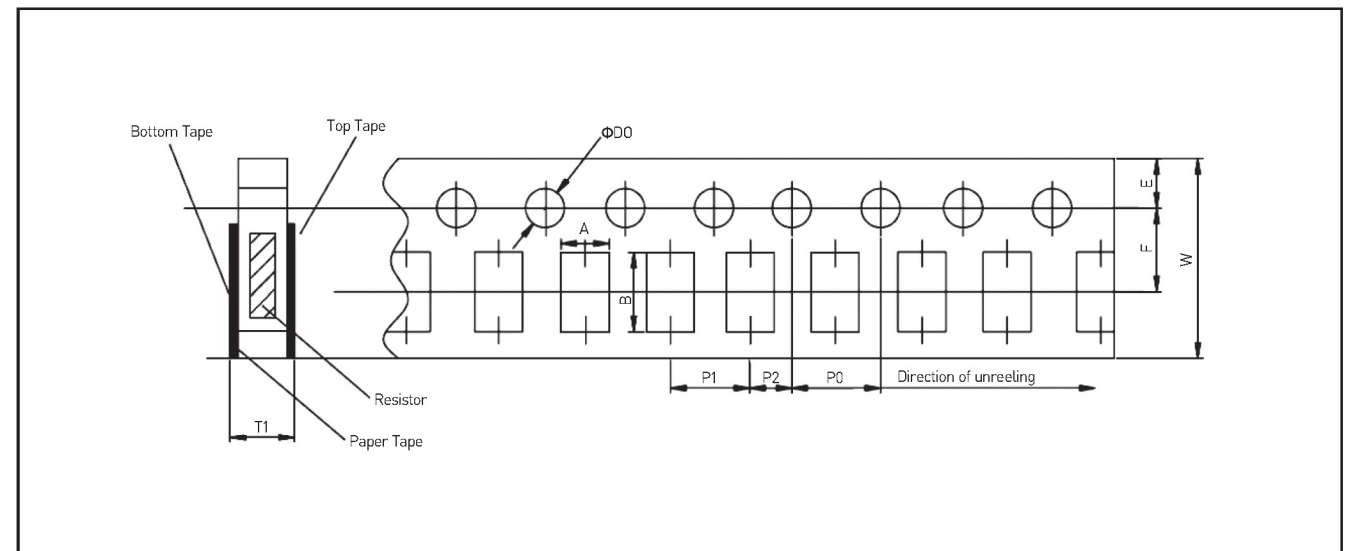 Bottom Tape
Top Tape
ΦD0
E
A
F
W
B
P1
P2
P0
Direction of unreeling
Resistor
T1
Paper Tape